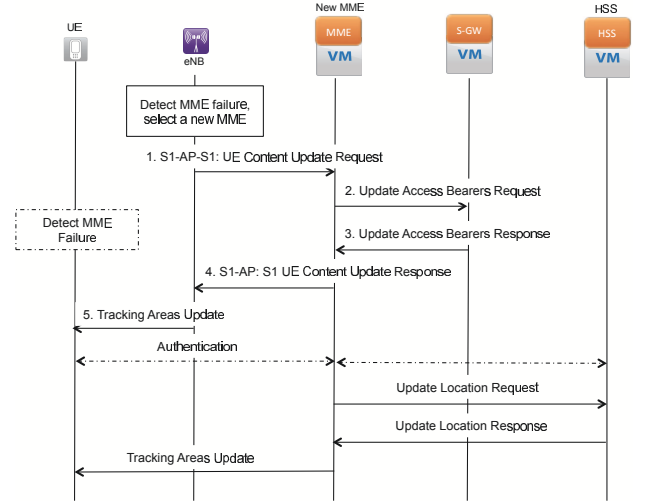 New MME
HSS
UE
MME
S-GW
HSS
VM
VM
VM
eNB
Detect MME failure,
select a new MME
1. S1-AP-S1: UE Content Update Request
2. Update Access Bearers Request
Detect MME
Failure
3. Update Access Bearers Response
4. S1-AP: S1 UE Content Update Response
5. Tracking Areas Update
Authentication
Update Location Request
Update Location Response
Tracking Areas Update